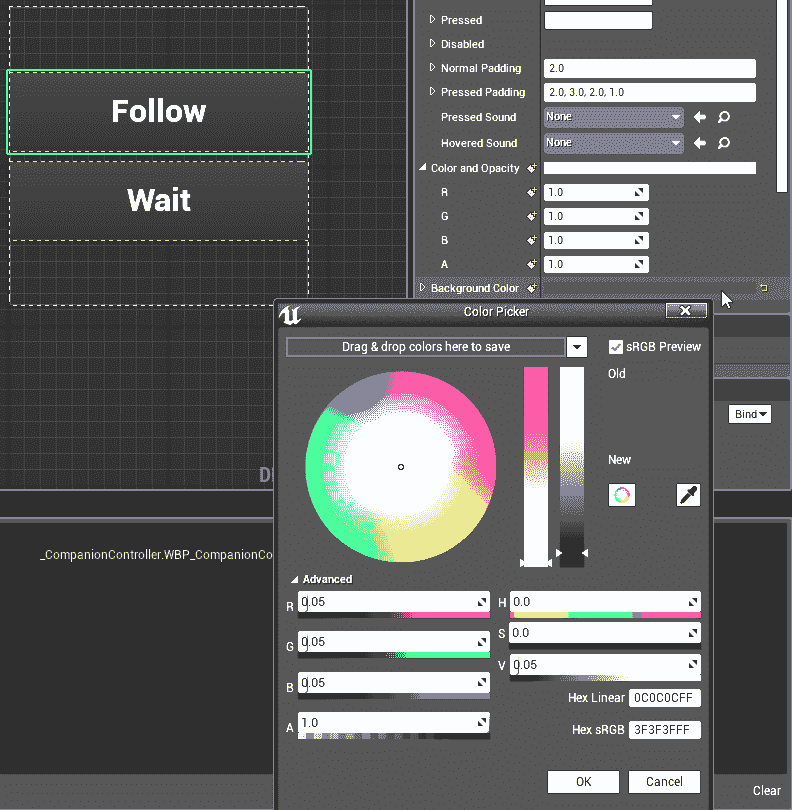 Follow
Wait
Pressed
Disabled
Normal Padding 2.0
Pressed Padding 2.0, 3.0, 2.0, 1.0
Pressed Sound None
Hovered Sound None
Color and Opacity
R 1.0
G 1.0
B 1.0
A 1.0
Background Color
Bind
Color Picker
Drag & drop colors here to save
sRGB Preview
Old
New
_CompanionController.WBP_CompanionCo
Advanced
R 0.05
H 0.0
G 0.05
S 0.0
B 0.05
V 0.05
A 1.0
Hex Linear 0C0C0CFF
Hex sRGB 3F3F3FFF
OK Cancel
Clear